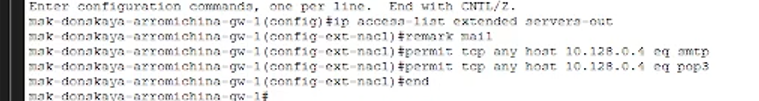 Enter configuration commands, one per line.  End with CNTL/Z.
msk-donskaya-arromichina-gw-1(config)#ip access-list extended servers-out
msk-donskaya-arromichina-gw-1(config-ext-nacl)#remark mail
msk-donskaya-arromichina-gw-1(config-ext-nacl)#permit tcp any host 10.128.0.4 eq smtp
msk-donskaya-arromichina-gw-1(config-ext-nacl)#permit tcp any host 10.128.0.4 eq pop3
msk-donskaya-arromichina-gw-1(config-ext-nacl)#end
msk-donskaya-arromichina-gw-1#